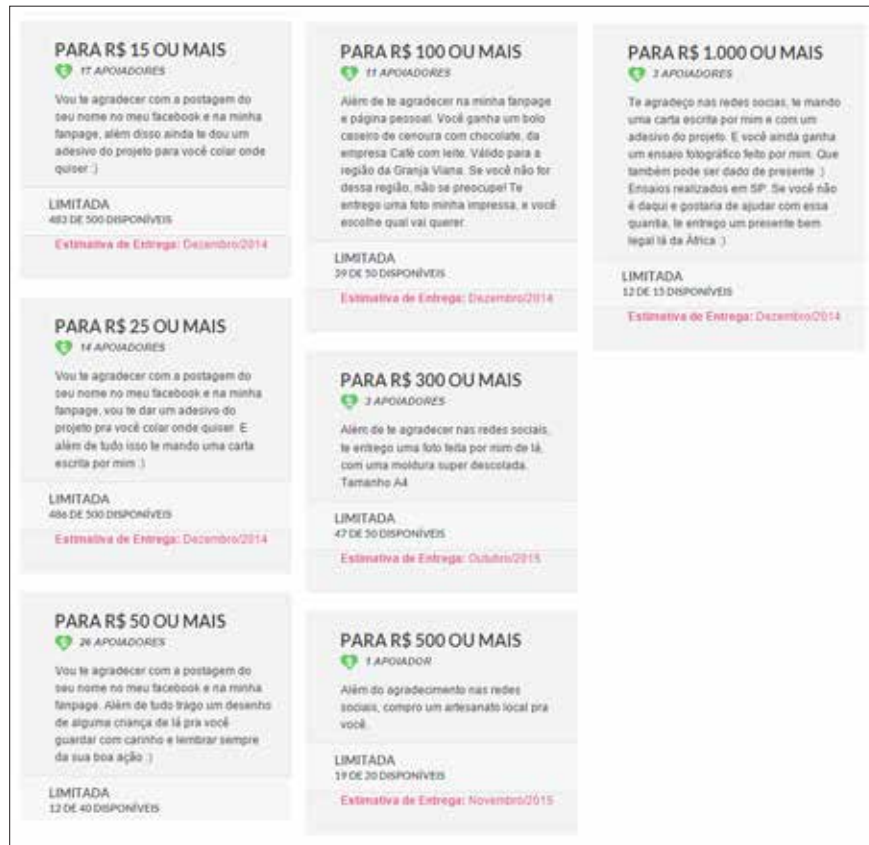 PARA R$ 15 OU MAIS
17 APOIADORES
Vou te agradecer com a postagem do
seu nome no meu facebook e na minha
fanpage, além disso ainda te dou um
adesivo do projeto para você colar onde
quiser :)
LIMITADA
483 DE 500 DISPONÍVEIS
Estimativa de Entrega: Dezembro/2014
PARA R$ 25 OU MAIS
14 APOIADORES
Vou te agradecer com a postagem do
seu nome no meu facebook e na minha
fanpage, vou te dar um adesivo do
projeto pra você colar onde quiser. E
além de tudo isso te mando uma carta
escrita por mim :)
LIMITADA
486 DE 500 DISPONÍVEIS
Estimativa de Entrega: Dezembro/2014
PARA R$ 50 OU MAIS
26 APOIADORES
Vou te agradecer com a postagem do
seu nome no meu facebook e na minha
fanpage. Além de tudo trago um desenho
de alguma criança de lá pra você
guardar com carinho e lembrar sempre
da sua boa ação :)
LIMITADA
12 DE 40 DISPONÍVEIS
PARA R$ 100 OU MAIS
11 APOIADORES
Além de te agradecer na minha fanpage
e página pessoal. Você ganha um bolo
caseiro de cenoura com chocolate, da
empresa Café com leite. Válido para a
região da Granja Viana. Se você não for
dessa região, não se preocupe! Te
entrego uma foto minha impressa, e você
escolhe qual vai querer.
LIMITADA
39 DE 50 DISPONÍVEIS
Estimativa de Entrega: Dezembro/2014
PARA R$ 300 OU MAIS
3 APOIADORES
Além de te agradecer nas redes sociais,
te entrego uma foto feita por mim de lá,
com uma moldura super descolada.
Tamanho A4
LIMITADA
47 DE 50 DISPONÍVEIS
Estimativa de Entrega: Outubro/2015
PARA R$ 500 OU MAIS
1 APOIADOR
Além do agradecimento nas redes
sociais, compro um artesanato local pra
você.
LIMITADA
19 DE 20 DISPONÍVEIS
Estimativa de Entrega: Novembro/2015
PARA R$ 1.000 OU MAIS
3 APOIADORES
Te agradeço nas redes socias, te mando
uma carta escrita por mim e com um
adesivo do projeto. E você ainda ganha
um ensaio fotográfico feito por mim. Que
também pode ser dado de presente :)
Ensaios realizados em SP. Se você não
é daqui e gostaria de ajudar com essa
quantia, te entrego um presente bem
legal lá da África :)
LIMITADA
12 DE 15 DISPONÍVEIS
Estimativa de Entrega: Dezembro/2014